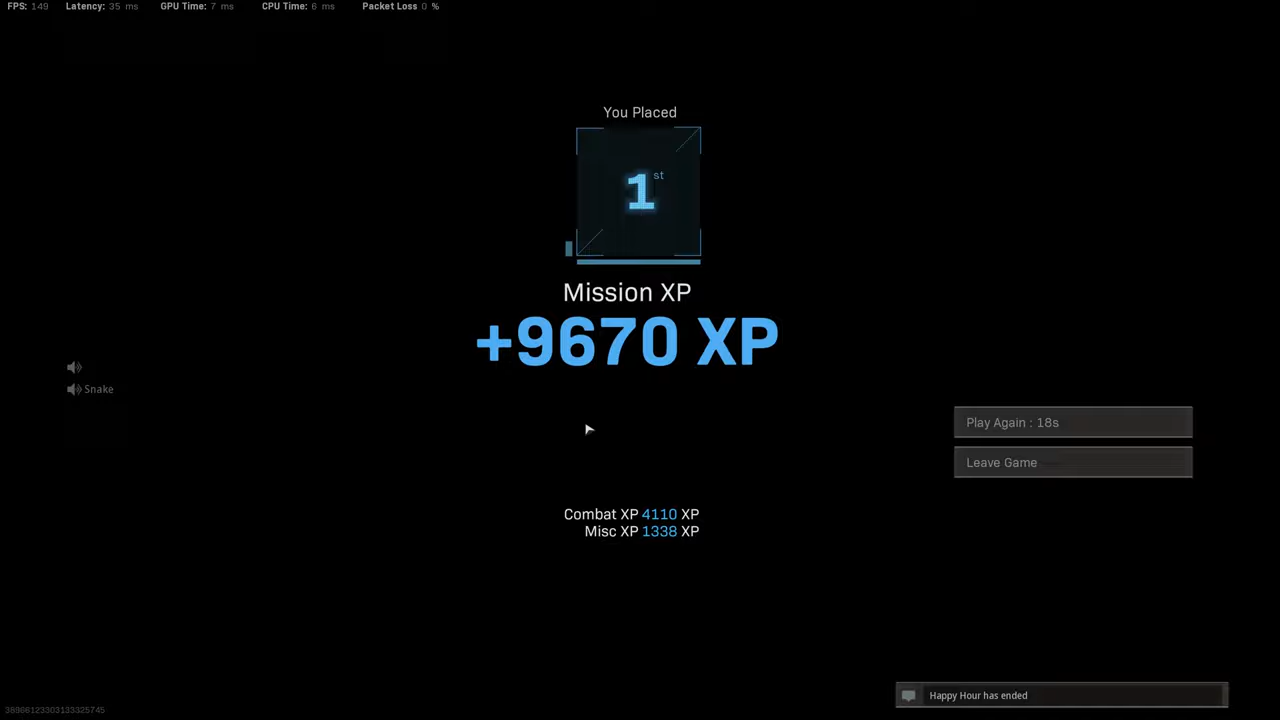 FPS: 149 Latency: 35 ms GPU Time: 7 ms CPU Time: 6 ms Packet Loss 0 %
You Placed
1st
Mission XP
+9670 XP
Snake
Play Again : 18s
Leave Game
Combat XP 4110 XP
Misc XP 1338 XP
Happy Hour has ended